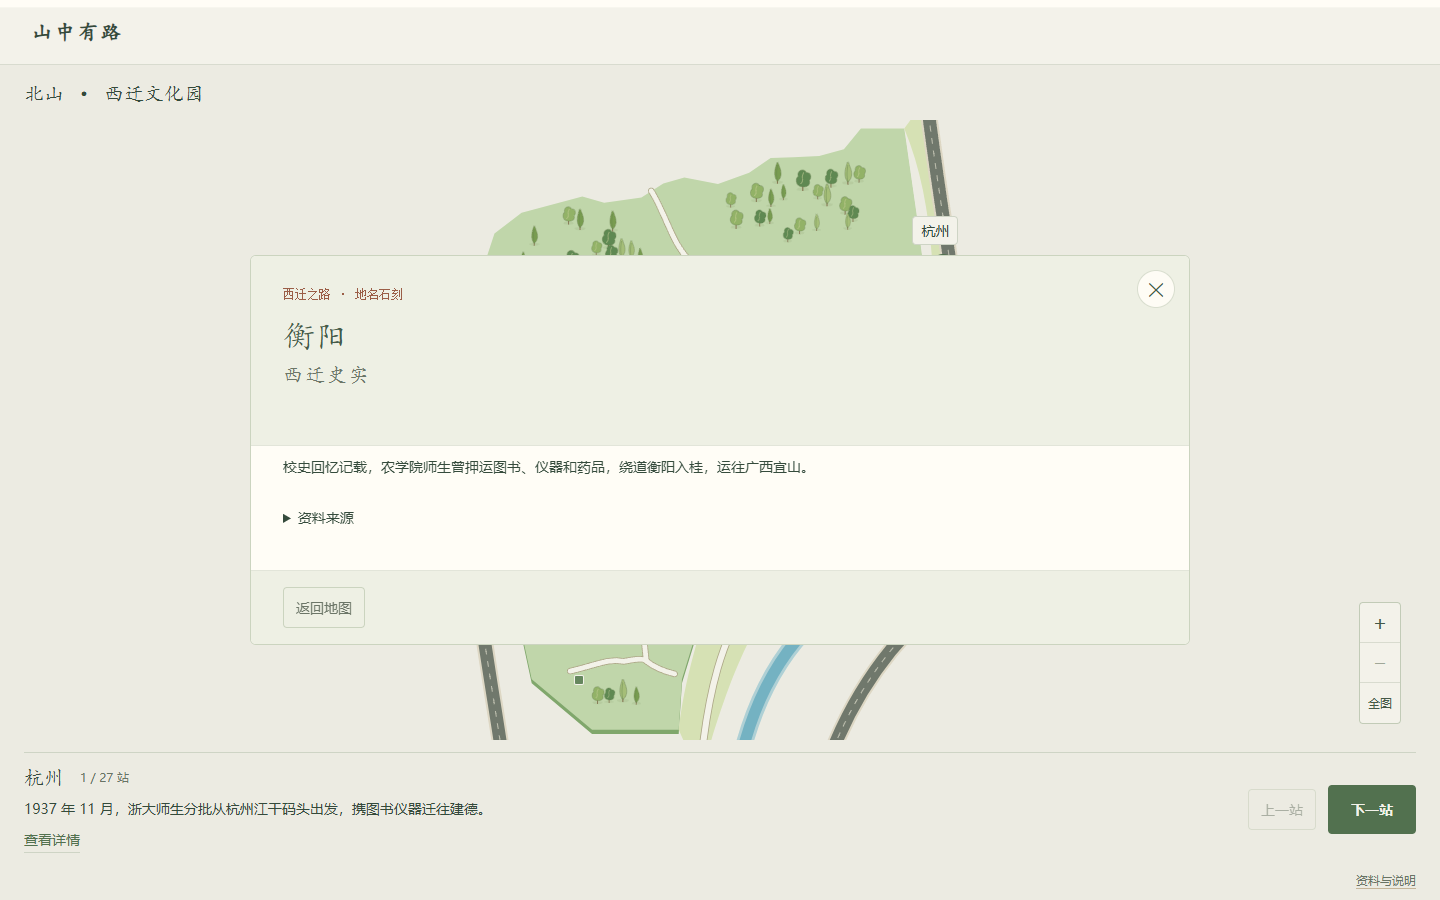 山中有路
北山 • 西迁文化园
杭州
西迁之路 · 地名石刻
衡阳
西迁史实
校史回忆记载，农学院师生曾押运图书、仪器和药品，绕道衡阳入桂，运往广西宜山。
▶ 资料来源
返回地图
+
−
全图
杭州 1 / 27 站
1937 年 11 月，浙大师生分批从杭州江干码头出发，携图书仪器迁往建德。
查看详情
上一站
下一站
资料与说明